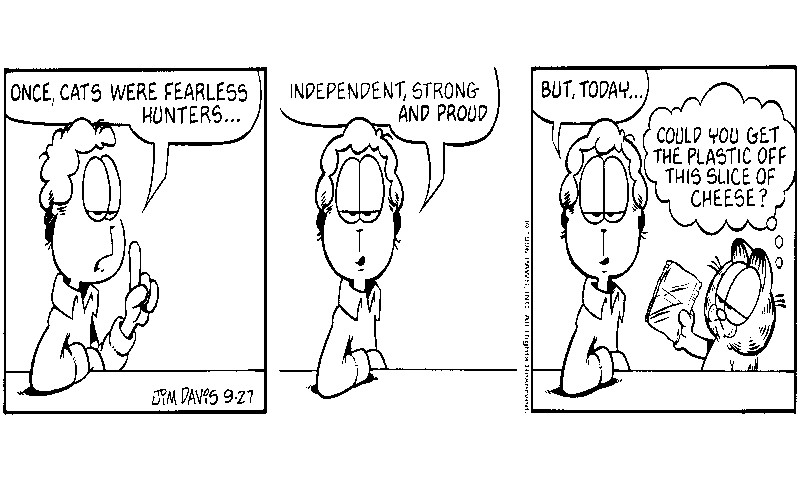 ONCE, CATS WERE FEARLESS
HUNTERS...
JIM DAVIS 9-27
INDEPENDENT, STRONG
AND PROUD
BUT, TODAY...
COULD YOU GET
THE PLASTIC OFF
THIS SLICE OF
CHEESE?